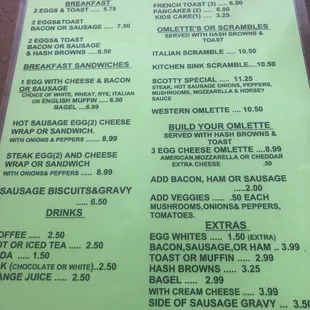 BREAKFAST
2 EGGS & TOAST .... 5.75
2 EGGS&TOAST
BACON OR SAUSAGE .... 7.50
2 EGGS& TOAST
BACON OR SAUSAGE
& HASH BROWNS .... 9.50
BREAKFAST SANDWICHES
1 EGG WITH CHEESE & BACON
OR SAUSAGE
CHOICE OF WHITE, WHEAT, RYE, ITALIAN
or ENGLISH MUFFIN ..... 6.50
BAGEL .....6.99
HOT SAUSAGE EGG(2) CHEESE
WRAP OR SANDWICH.
WITH ONIONS & PEPPERS ...... 8.99
STEAK EGG(2) AND CHEESE
WRAP OR SANDWICH
WITH ONIONS& PEPPERS ...... 8.99
SAUSAGE BISCUITS&GRAVY
..... 6.50
DRINKS
OFFEE ..... 2.50
OT OR ICED TEA ..... 2.50
DA ..... 1.50
K (CHOCOLATE OR WHITE)..2.50
ANGE JUICE .... 2.50
FRENCH TOAST (3) .... 6.50
PANCAKES (2) .... 6.00
KIDS CAKE(1) .... 3.25
OMLETTE'S OR SCRAMBLES
SERVED WITH HASH BROWNS &
TOAST
ITALIAN SCRAMBLE .... 10.50
KITCHEN SINK SCRAMBLE....10.50
SCOTTY SPECIAL ..... 11.25
STEAK, HOT SAUSAGE ONIONS, PEPPERS,
MUSHROOMS, MOZZARELLA & HORSEY
SAUCE
WESTERN OMLETTE .... 10.50
BUILD YOUR OMLETTE
SERVED WITH HASH BROWNS &
TOAST
3 EGG CHEESE OMLETTE ....8.99
AMERICAN,MOZZARELLA OR CHEDDAR
EXTRA CHEESE .50
ADD BACON, HAM OR SAUSAGE
.....2.00
ADD VEGGIES ..... .50 EACH
MUSHROOMS,ONIONS& PEPPERS,
TOMATOES.
EXTRAS
EGG WHITES .... 1.50 (EXTRA)
BACON,SAUSAGE,OR HAM .. 3.99
TOAST OR MUFFIN ..... 2.99
HASH BROWNS .... 3.25
BAGEL .... 2.99
WITH CREAM CHEESE .... 3.99
SIDE OF SAUSAGE GRAVY ... 3.50